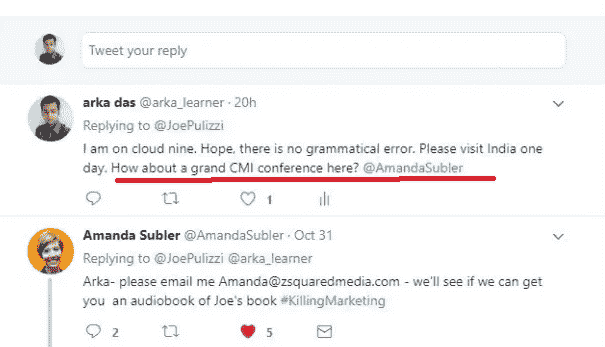 Tweet your reply
arka das @arka_learner · 20h
Replying to @JoePulizzi
I am on cloud nine. Hope, there is no grammatical error. Please visit India one
day. How about a grand CMI conference here? @AmandaSubler
1
Amanda Subler @AmandaSubler · Oct 31
Replying to @JoePulizzi @arka_learner
Arka- please email me Amanda@zsquaredmedia.com - we'll see if we can get
you an audiobook of Joe's book #KillingMarketing
2 5